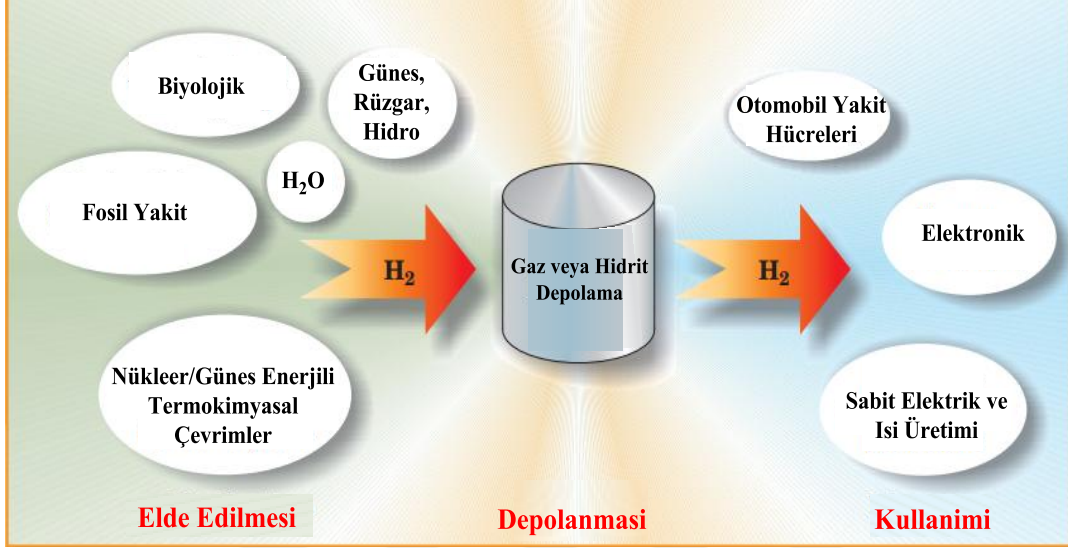 Biyolojik
Günes,
Rüzgar,
Hidro
H₂O
Fosil Yakit
Nükleer/Günes Enerjili
Termokimyasal
Çevrimler
H₂
Gaz veya Hidrit
Depolama
H₂
Otomobil Yakit
Hücreleri
Elektronik
Sabit Elektrik ve
Isi Üretimi
Elde Edilmesi
Depolanmasi
Kullanimi